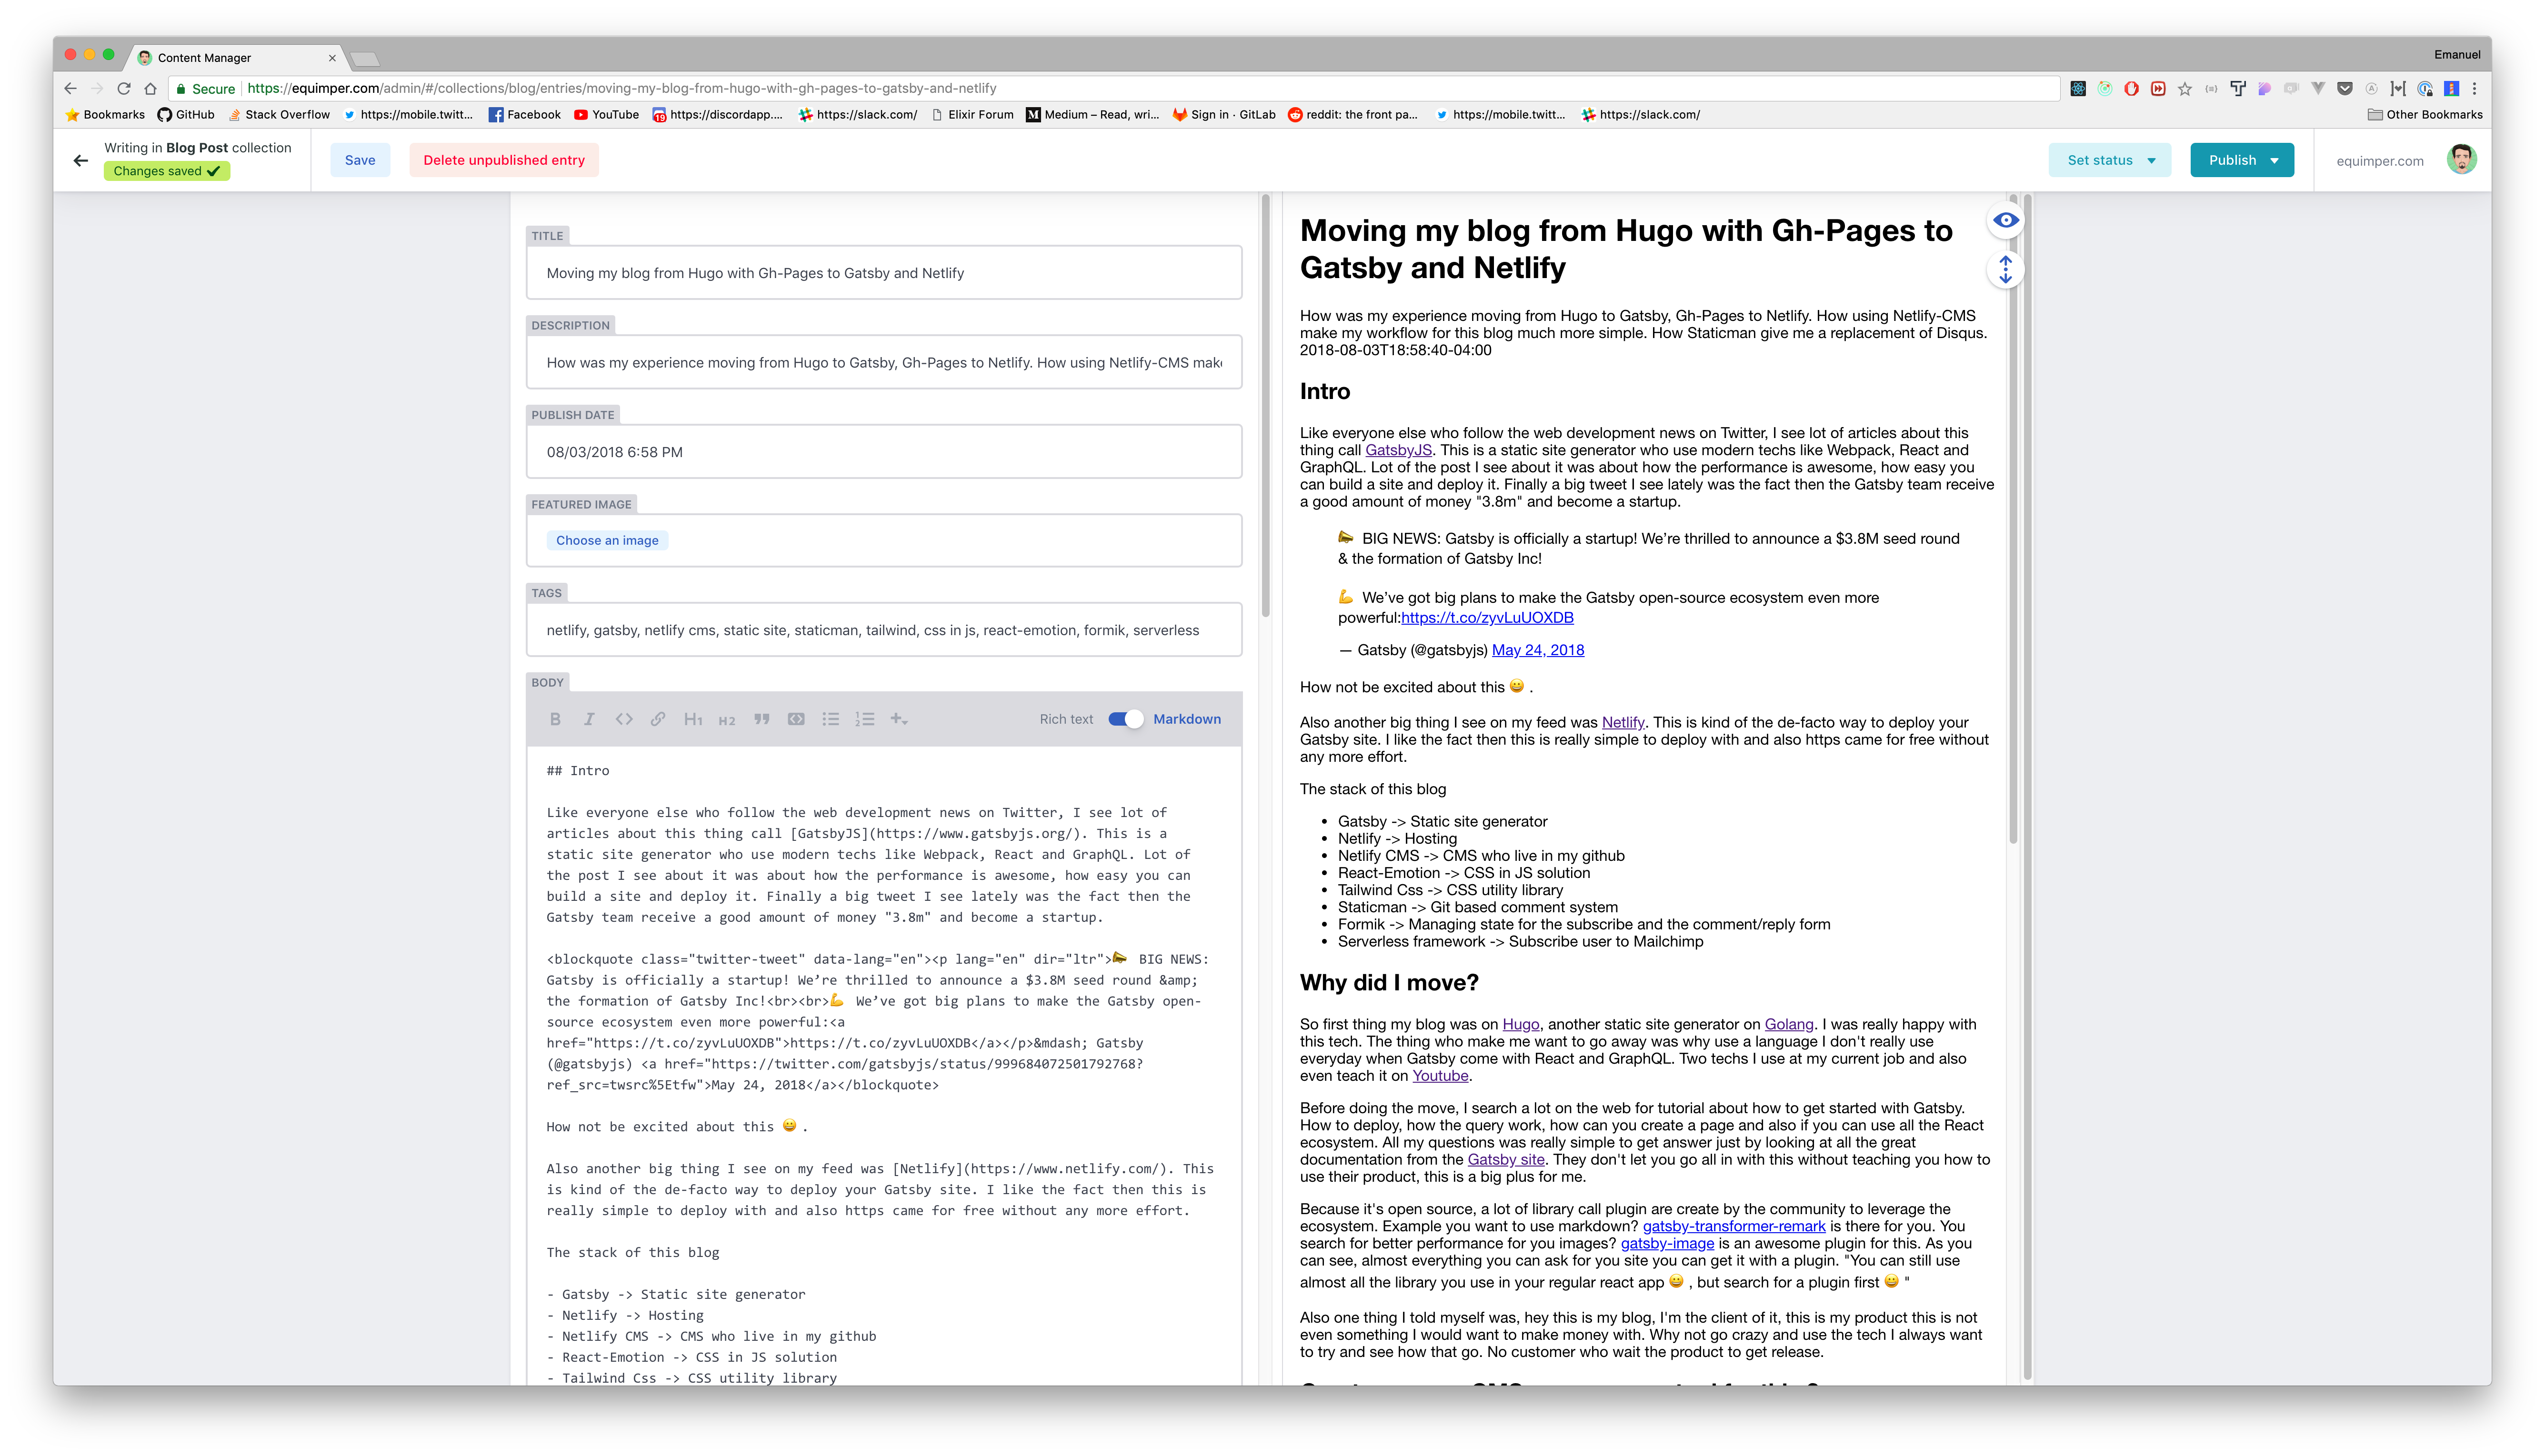 Content Manager
Emanuel
Secure
https://equimper.com/admin/#/collections/blog/entries/moving-my-blog-from-hugo-with-gh-pages-to-gatsby-and-netlify
Bookmarks GitHub Stack Overflow https://mobile.twitt... Facebook YouTube https://discordapp.... https://slack.com/ Elixir Forum Medium – Read, wri... Sign in · GitLab reddit: the front pa... https://mobile.twitt... https://slack.com/ Other Bookmarks
Writing in Blog Post collection
Changes saved
Save
Delete unpublished entry
Set status
Publish
equimper.com
TITLE
Moving my blog from Hugo with Gh-Pages to Gatsby and Netlify
DESCRIPTION
How was my experience moving from Hugo to Gatsby, Gh-Pages to Netlify. How using Netlify-CMS make
PUBLISH DATE
08/03/2018 6:58 PM
FEATURED IMAGE
Choose an image
TAGS
netlify, gatsby, netlify cms, static site, staticman, tailwind, css in js, react-emotion, formik, serverless
BODY
B I H1 H2
Rich text Markdown
## Intro
Like everyone else who follow the web development news on Twitter, I see lot of
articles about this thing call [GatsbyJS](https://www.gatsbyjs.org/). This is a
static site generator who use modern techs like Webpack, React and GraphQL. Lot of
the post I see about it was about how the performance is awesome, how easy you can
build a site and deploy it. Finally a big tweet I see lately was the fact then the
Gatsby team receive a good amount of money "3.8m" and become a startup.
<blockquote class="twitter-tweet" data-lang="en"><p lang="en" dir="ltr">📣 BIG NEWS:
Gatsby is officially a startup! We’re thrilled to announce a $3.8M seed round &amp;
the formation of Gatsby Inc!<br><br>💪 We’ve got big plans to make the Gatsby open-
source ecosystem even more powerful:<a
href="https://t.co/zyvLuUOXDB">https://t.co/zyvLuUOXDB</a></p>&mdash; Gatsby
(@gatsbyjs) <a href="https://twitter.com/gatsbyjs/status/999684072501792768?
ref_src=twsrc%5Etfw">May 24, 2018</a></blockquote>
How not be excited about this 😀 .
Also another big thing I see on my feed was [Netlify](https://www.netlify.com/). This
is kind of the de-facto way to deploy your Gatsby site. I like the fact then this is
really simple to deploy with and also https came for free without any more effort.
The stack of this blog
- Gatsby -> Static site generator
- Netlify -> Hosting
- Netlify CMS -> CMS who live in my github
- React-Emotion -> CSS in JS solution
- Tailwind Css -> CSS utility library
Moving my blog from Hugo with Gh-Pages to
Gatsby and Netlify
How was my experience moving from Hugo to Gatsby, Gh-Pages to Netlify. How using Netlify-CMS
make my workflow for this blog much more simple. How Staticman give me a replacement of Disqus.
2018-08-03T18:58:40-04:00
Intro
Like everyone else who follow the web development news on Twitter, I see lot of articles about this
thing call GatsbyJS. This is a static site generator who use modern techs like Webpack, React and
GraphQL. Lot of the post I see about it was about how the performance is awesome, how easy you
can build a site and deploy it. Finally a big tweet I see lately was the fact then the Gatsby team receive
a good amount of money "3.8m" and become a startup.
📣 BIG NEWS: Gatsby is officially a startup! We’re thrilled to announce a $3.8M seed round
& the formation of Gatsby Inc!
💪 We’ve got big plans to make the Gatsby open-source ecosystem even more
powerful:https://t.co/zyvLuUOXDB
— Gatsby (@gatsbyjs) May 24, 2018
How not be excited about this 😀 .
Also another big thing I see on my feed was Netlify. This is kind of the de-facto way to deploy your
Gatsby site. I like the fact then this is really simple to deploy with and also https came for free without
any more effort.
The stack of this blog
• Gatsby -> Static site generator
• Netlify -> Hosting
• Netlify CMS -> CMS who live in my github
• React-Emotion -> CSS in JS solution
• Tailwind Css -> CSS utility library
• Staticman -> Git based comment system
• Formik -> Managing state for the subscribe and the comment/reply form
• Serverless framework -> Subscribe user to Mailchimp
Why did I move?
So first thing my blog was on Hugo, another static site generator on Golang. I was really happy with
this tech. The thing who make me want to go away was why use a language I don't really use
everyday when Gatsby come with React and GraphQL. Two techs I use at my current job and also
even teach it on Youtube.
Before doing the move, I search a lot on the web for tutorial about how to get started with Gatsby.
How to deploy, how the query work, how can you create a page and also if you can use all the React
ecosystem. All my questions was really simple to get answer just by looking at all the great
documentation from the Gatsby site. They don't let you go all in with this without teaching you how to
use their product, this is a big plus for me.
Because it's open source, a lot of library call plugin are create by the community to leverage the
ecosystem. Example you want to use markdown? gatsby-transformer-remark is there for you. You
search for better performance for you images? gatsby-image is an awesome plugin for this. As you
can see, almost everything you can ask for you site you can get it with a plugin. "You can still use
almost all the library you use in your regular react app 😀 , but search for a plugin first 😀 "
Also one thing I told myself was, hey this is my blog, I'm the client of it, this is my product this is not
even something I would want to make money with. Why not go crazy and use the tech I always want
to try and see how that go. No customer who wait the product to get release.